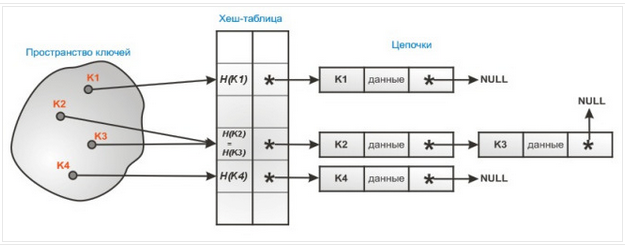 Хеш-таблица
Пространство ключей
Цепочки
K1
K2
K3
K4
H(K1) *
H(K2)
=
H(K3) *
H(K4) *
K1 данные * NULL
NULL
K2 данные * K3 данные *
K4 данные * NULL